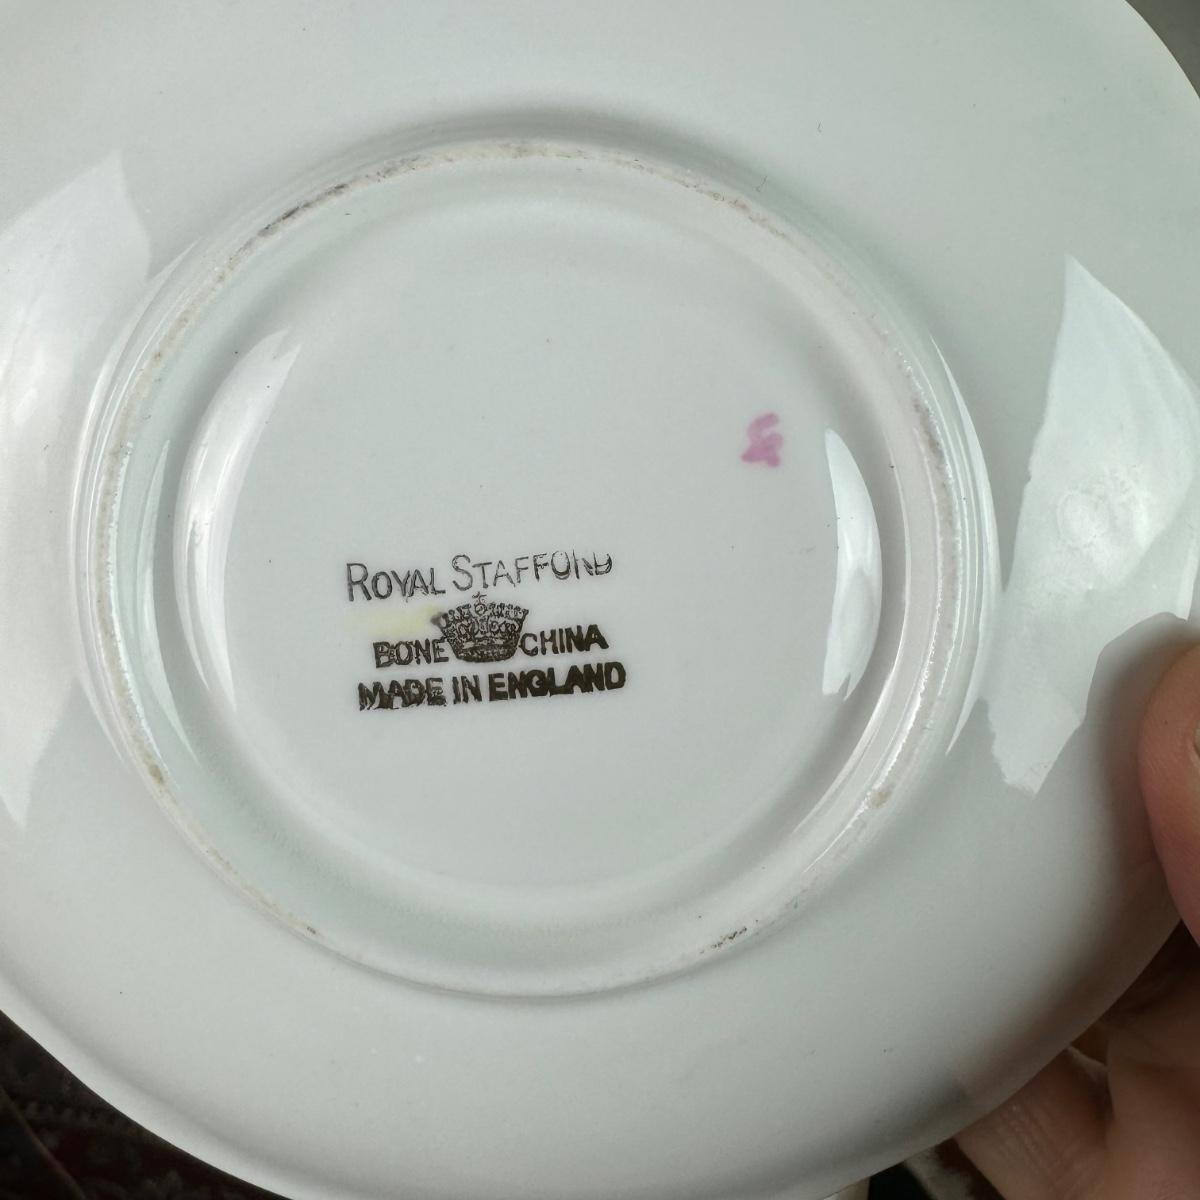 ROYAL STAFFORD
BONE CHINA
MADE IN ENGLAND